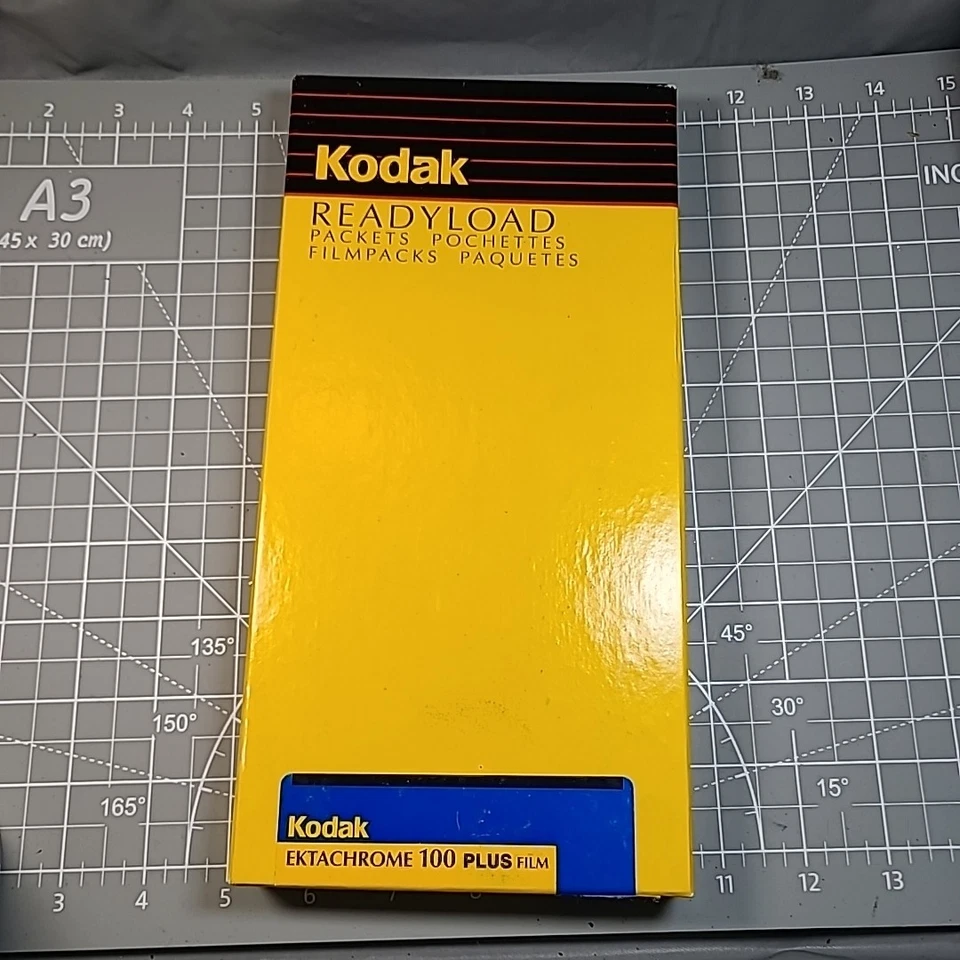 2 3 4 5 12 13 14 15
A3
45 x 30 cm)
Kodak
READYLOAD
PACKETS POCHETTES
FILMPACKS PAQUETES
135°
45°
150°
30°
165°
15°
Kodak
EKTACHROME 100 PLUS FILM
3 4 5 6 11 12 13